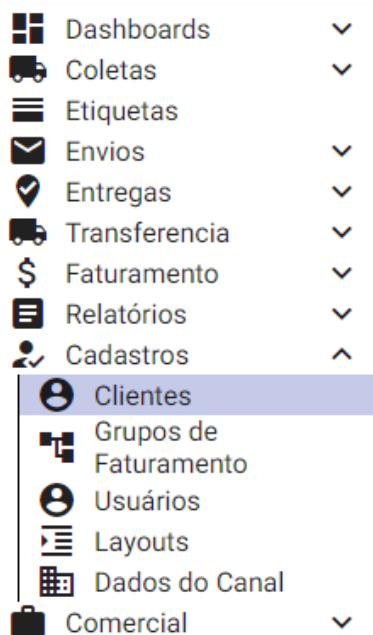 Dashboards
Coletas
Etiquetas
Envios
Entregas
Transferencia
Faturamento
Relatórios
Cadastros
Clientes
Grupos de
Faturamento
Usuários
Layouts
Dados do Canal
Comercial